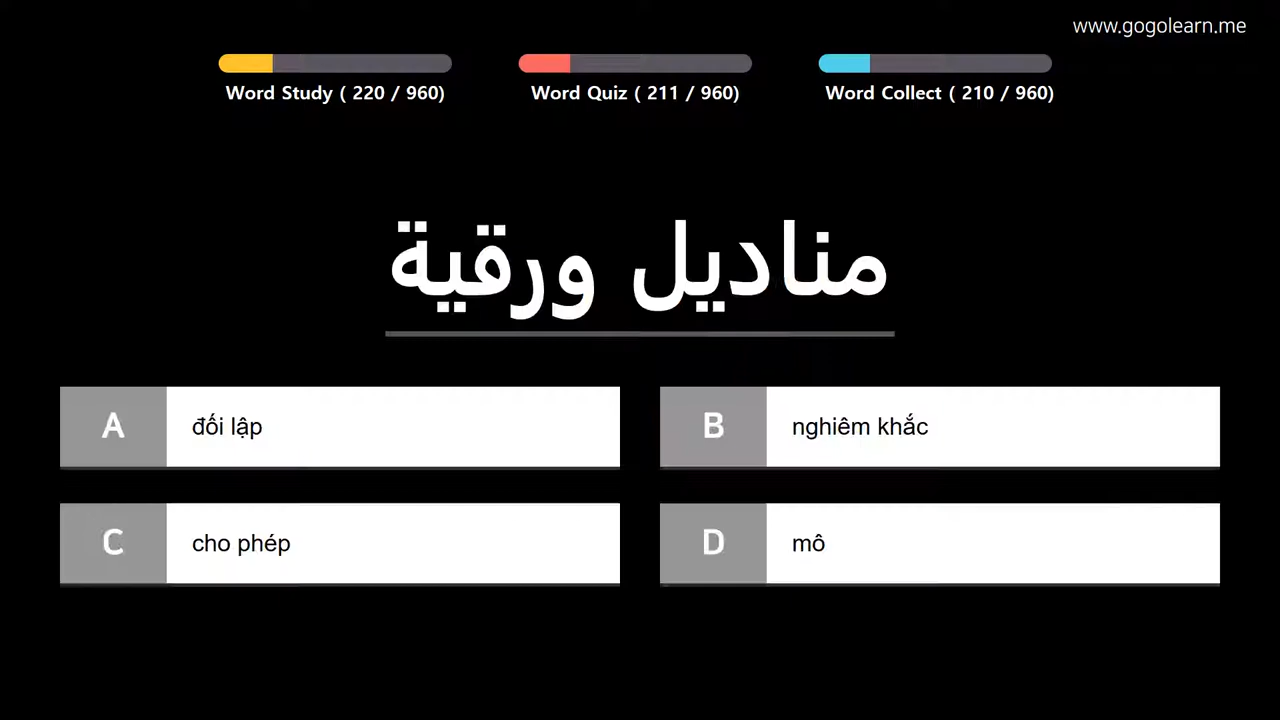 www.gogolearn.me
Word Study ( 220 / 960)
Word Quiz ( 211 / 960)
Word Collect ( 210 / 960)
مناديل ورقية
A đối lập
B nghiêm khắc
C cho phép
D mô